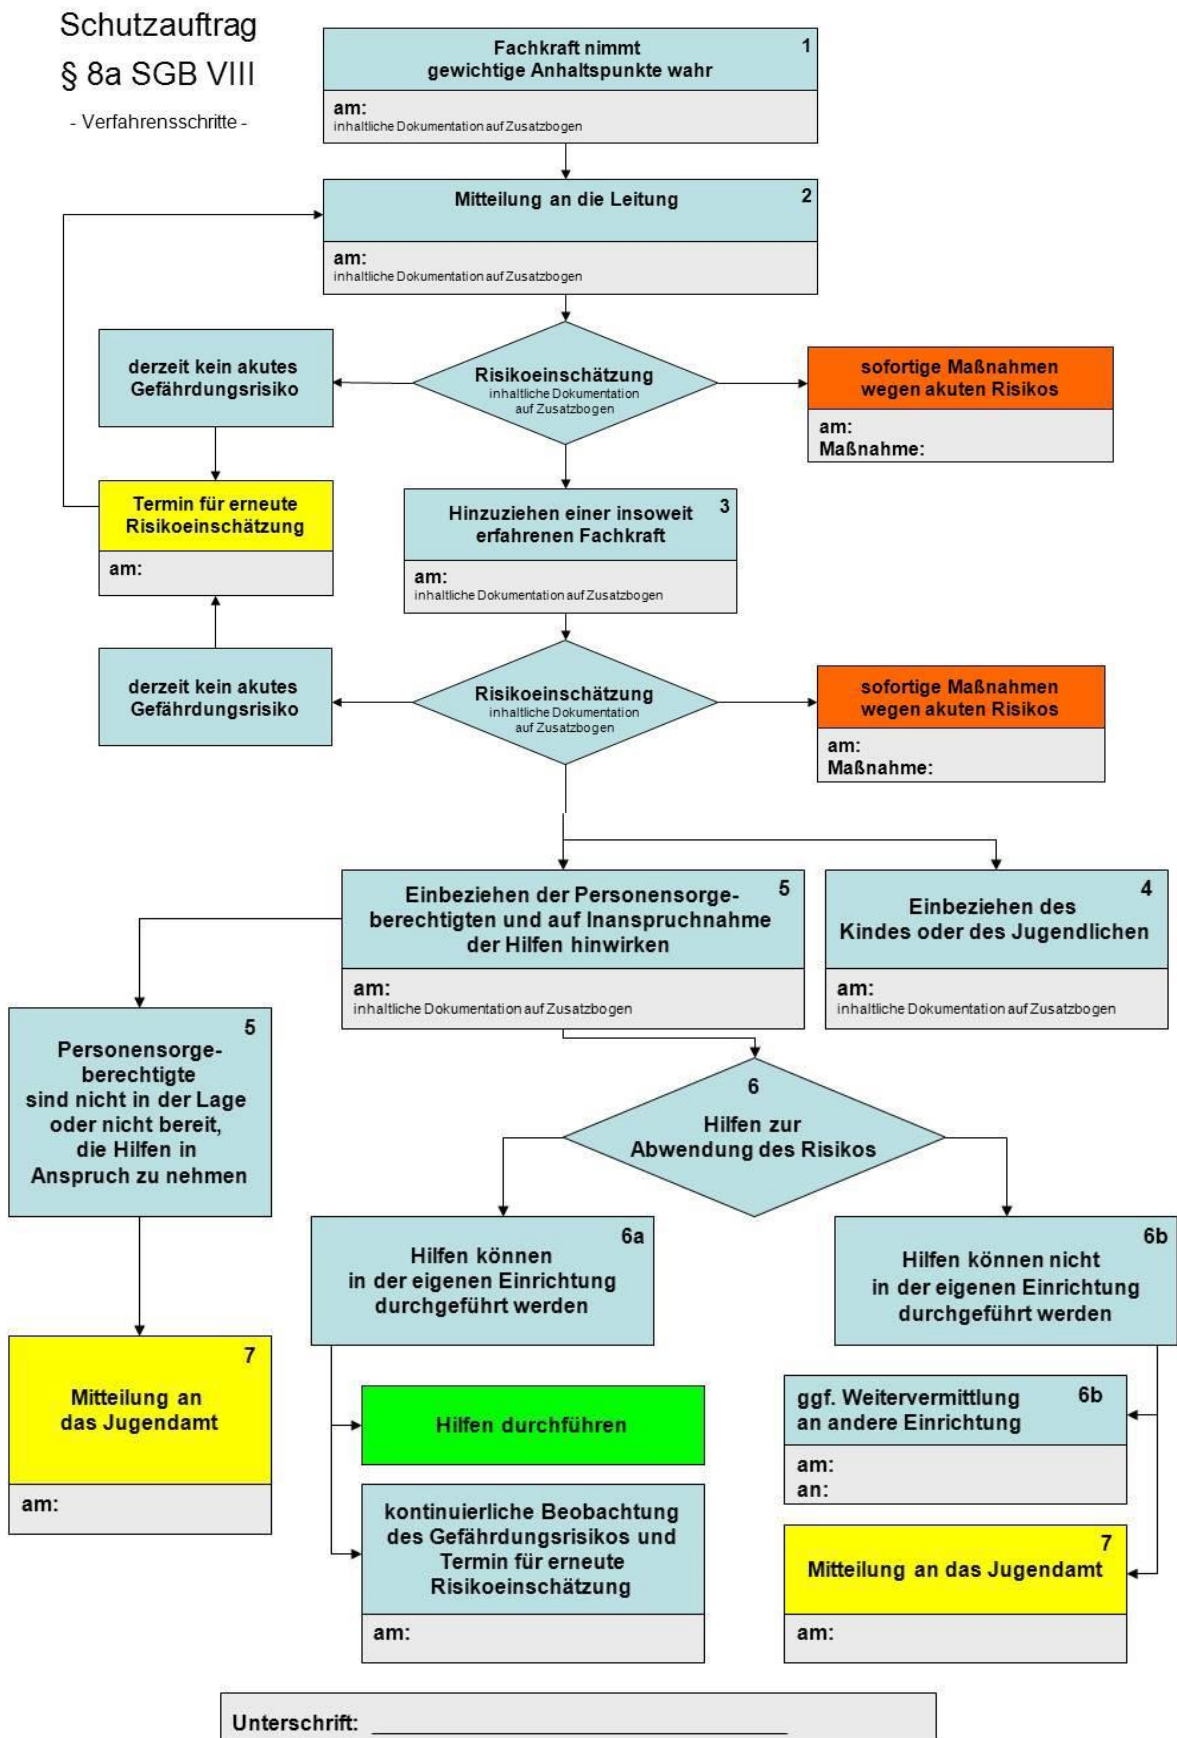 Schutzauftrag
§ 8a SGB VIII
- Verfahrensschritte -
Fachkraft nimmt
gewichtige Anhaltspunkte wahr
1
am:
inhaltliche Dokumentation auf Zusatzbogen
Mitteilung an die Leitung
2
am:
inhaltliche Dokumentation auf Zusatzbogen
derzeit kein akutes
Gefährdungsrisiko
Risikoeinschätzung
inhaltliche Dokumentation
auf Zusatzbogen
sofortige Maßnahmen
wegen akuten Risikos
am:
Maßnahme:
Termin für erneute
Risikoeinschätzung
am:
Hinzuziehen einer insoweit
erfahrenen Fachkraft
3
am:
inhaltliche Dokumentation auf Zusatzbogen
derzeit kein akutes
Gefährdungsrisiko
Risikoeinschätzung
inhaltliche Dokumentation
auf Zusatzbogen
sofortige Maßnahmen
wegen akuten Risikos
am:
Maßnahme:
Einbeziehen der Personensorge-
berechtigten und auf Inanspruchnahme
der Hilfen hinwirken
5
am:
inhaltliche Dokumentation auf Zusatzbogen
4
Einbeziehen des
Kindes oder des Jugendlichen
am:
inhaltliche Dokumentation auf Zusatzbogen
5
Personensorge-
berechtigte
sind nicht in der Lage
oder nicht bereit,
die Hilfen in
Anspruch zu nehmen
6
Hilfen zur
Abwendung des Risikos
6a
Hilfen können
in der eigenen Einrichtung
durchgeführt werden
6b
Hilfen können nicht
in der eigenen Einrichtung
durchgeführt werden
7
Mitteilung an
das Jugendamt
am:
Hilfen durchführen
ggf. Weitervermittlung
an andere Einrichtung
6b
am:
an:
kontinuierliche Beobachtung
des Gefährdungsrisikos und
Termin für erneute
Risikoeinschätzung
am:
7
Mitteilung an das Jugendamt
am:
Unterschrift: